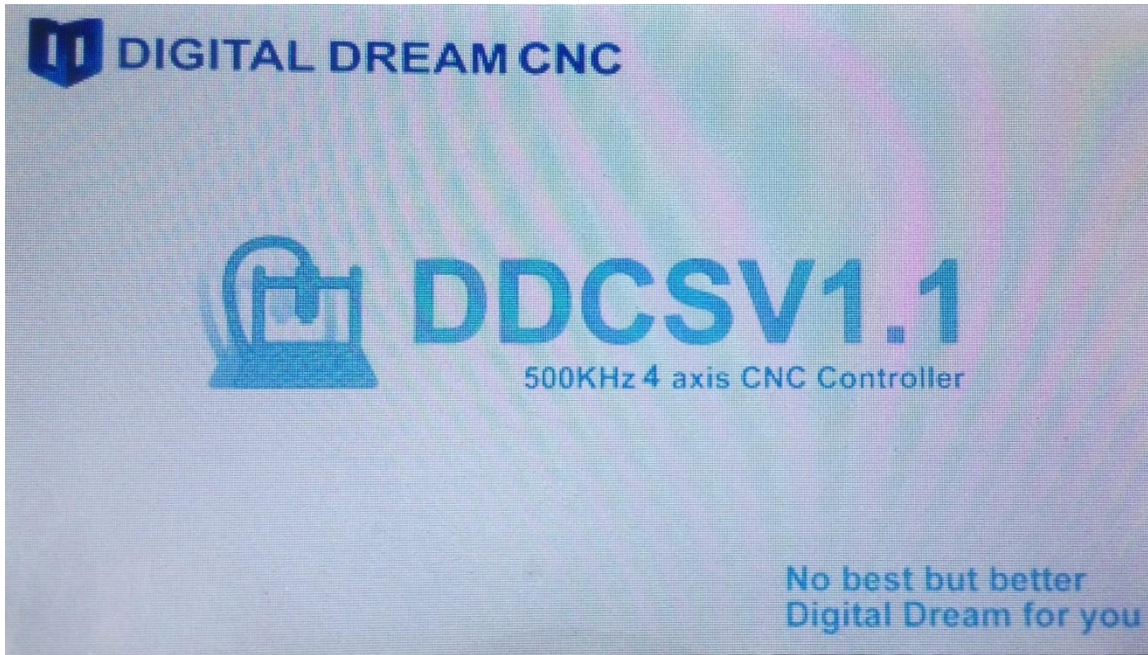 DIGITAL DREAM CNC
DDCSV1.1
500KHz 4 axis CNC Controller
No best but better
Digital Dream for you